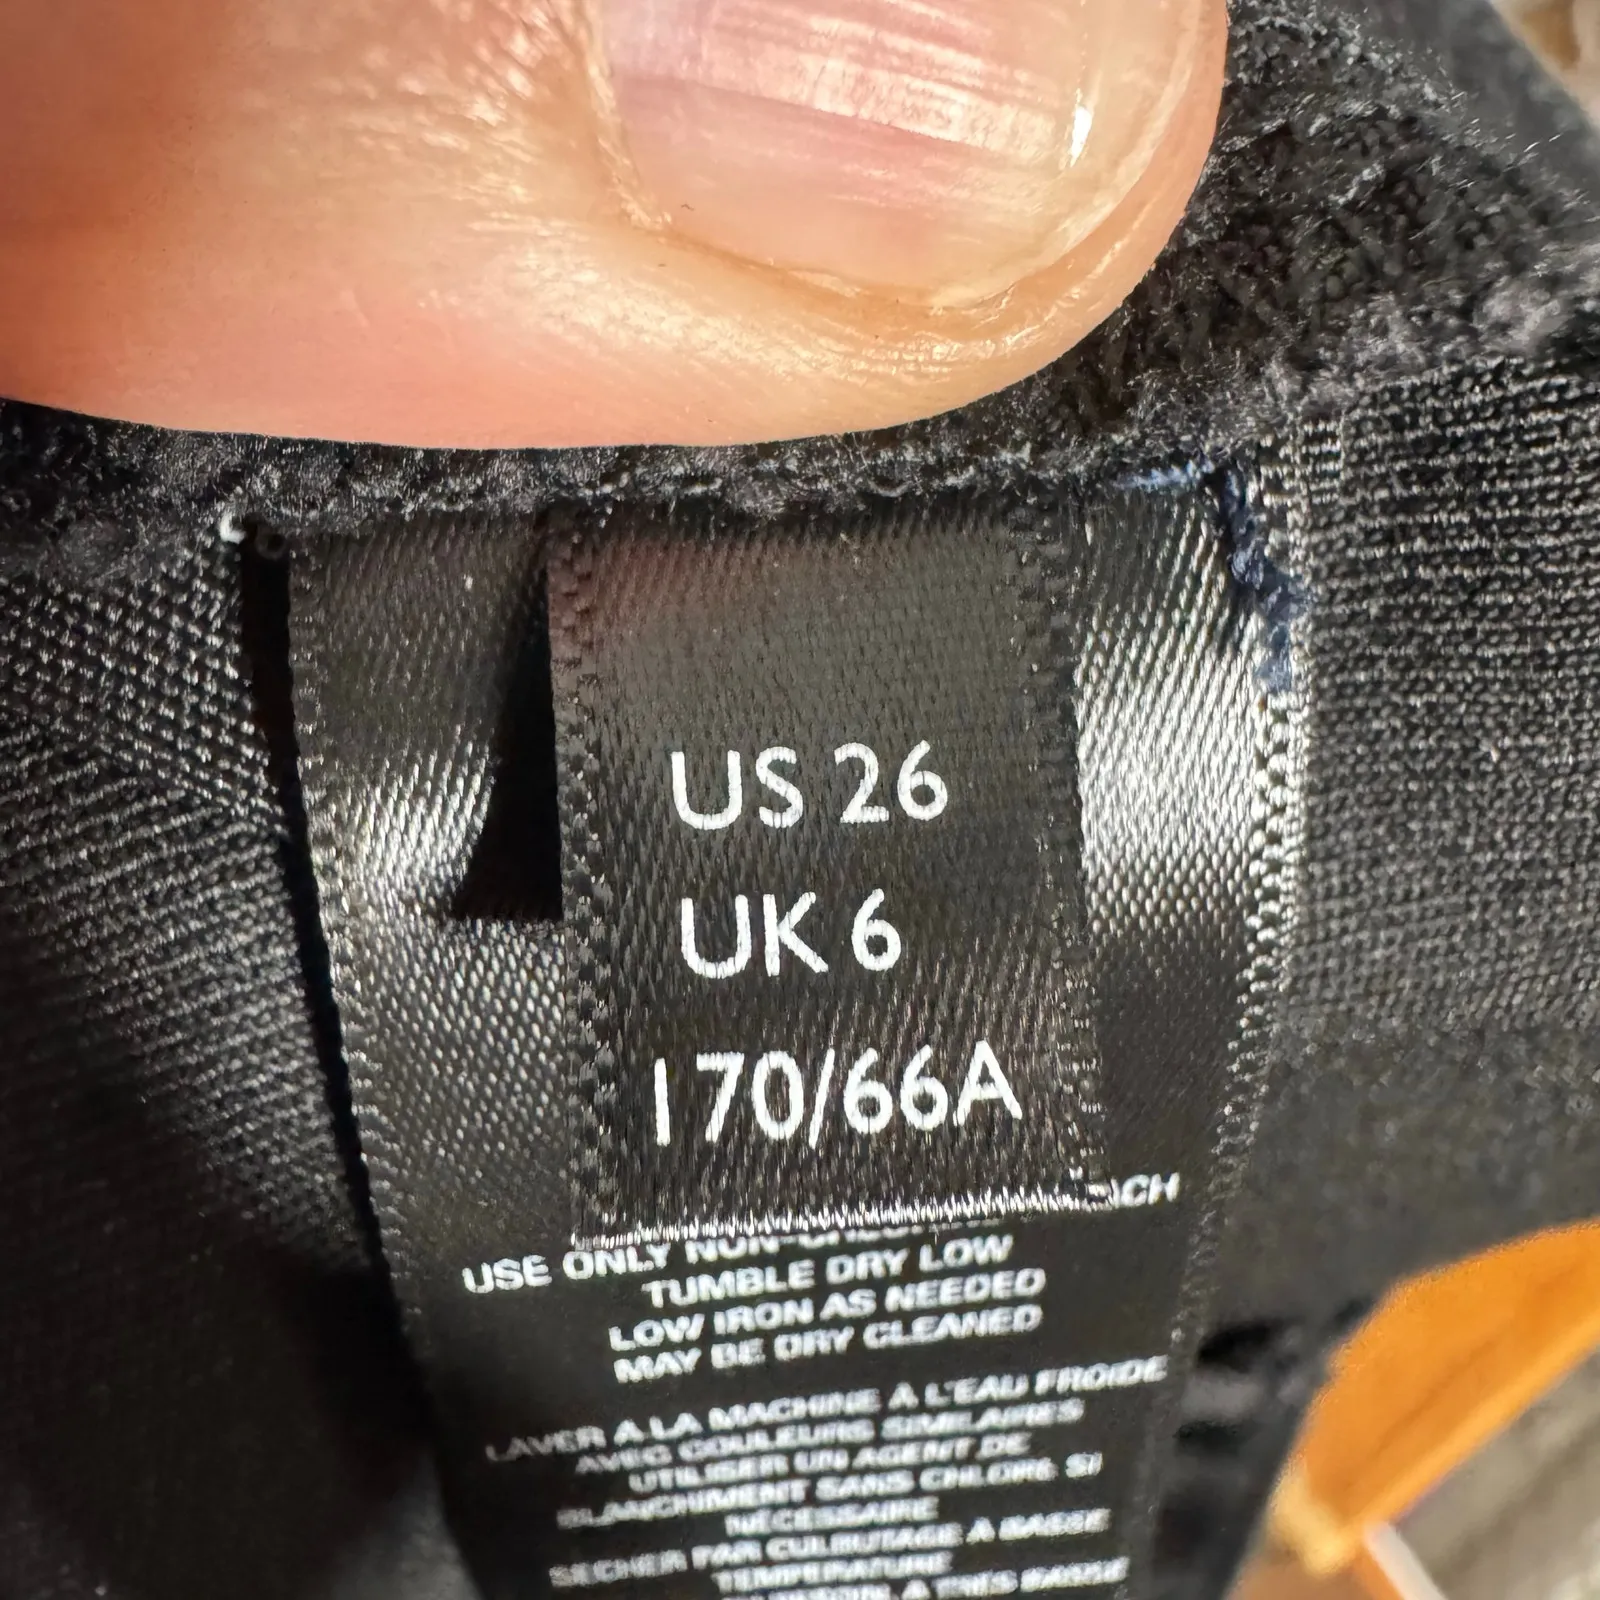 US 26
UK 6
170/66A
USE ONLY NON-CH
TUMBLE DRY LOW
LOW IRON AS NEEDED
MAY BE DRY CLEANED
LAVER À LA MACHINE À L'EAU FROIDE
AVEC COULEURS SIMILAIRES
UTILISER UN AGENT DE
BLANCHIMENT SANS CHLORE SI
NÉCESSAIRE
SÉCHER PAR CULBUTAGE À BASSE
TEMPÉRATURE